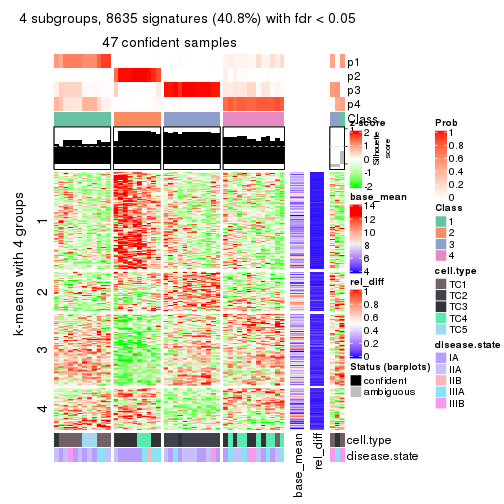 4 subgroups, 8635 signatures (40.8%) with fdr < 0.05
47 confident samples
p1
p2
p3
p4
Class
Silhouette
score
k-means with 4 groups
1
2
3
4
cell.type
disease.state
base_mean
rel_diff
z-score
2
1
0
-1
-2
base_mean
14
12
10
8
6
4
rel_diff
1
0.8
0.6
0.4
0.2
0
Status (barplots)
confident
ambiguous
Prob
1
0.8
0.6
0.4
0.2
0
Class
1
2
3
4
cell.type
TC1
TC2
TC3
TC4
TC5
disease.state
IA
IIA
IIB
IIIA
IIIB